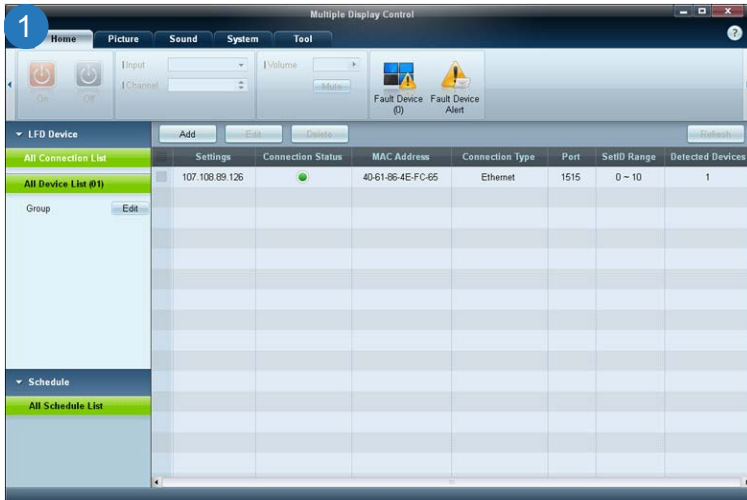 Multiple Display Control
1
Home Picture Sound System Tool
?
Input
Channel
Volume
Mute
On Off
Fault Device (0)
Fault Device Alert
LFD Device
Add Edit Delete Refresh
All Connection List
Settings Connection Status MAC Address Connection Type Port SetID Range Detected Devices
All Device List (01)
107.108.89.126 40-61-86-4E-FC-65 Ethernet 1515 0 ~ 10 1
Group Edit
Schedule
All Schedule List